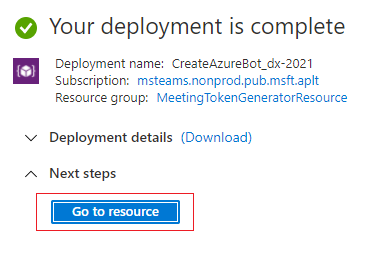 Your deployment is complete
Deployment name: CreateAzureBot_dx-2021
Subscription: msteams.nonprod.pub.msft.aplt
Resource group: MeetingTokenGeneratorResource
Deployment details (Download)
Next steps
Go to resource